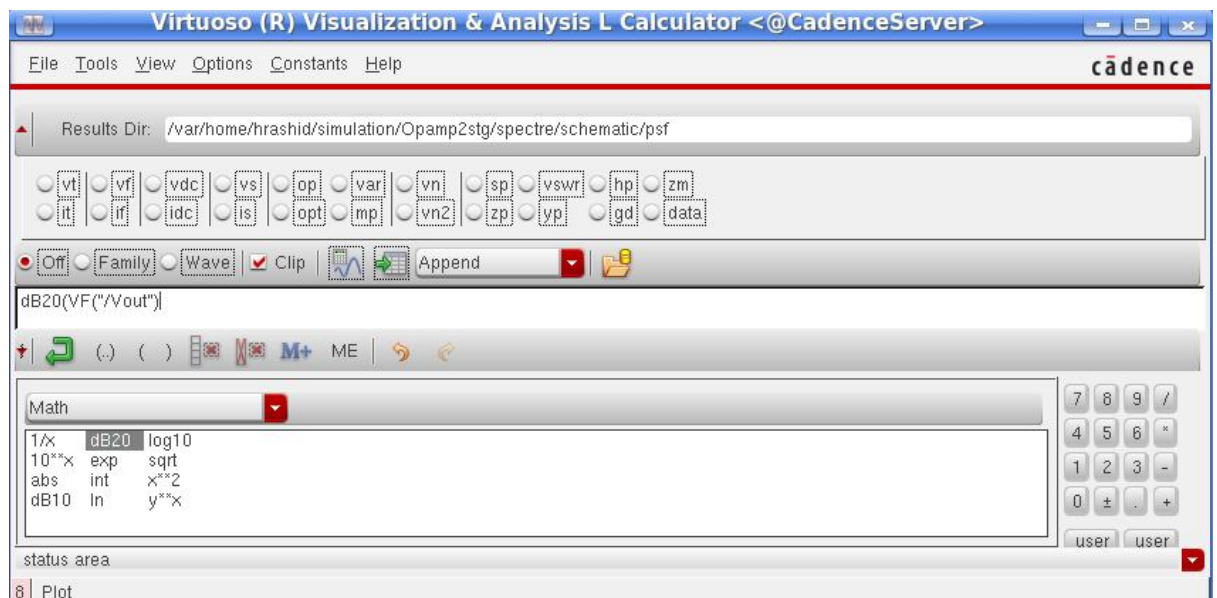 Virtuoso (R) Visualization & Analysis L Calculator <@CadenceServer>
File Tools View Options Constants Help
cādence
Results Dir: /var/home/hrashid/simulation/Opamp2stg/spectre/schematic/psf
vt vf vdc vs op var vn sp vswr hp zm
it if idc is opt mp vn2 zp yp gd data
Off Family Wave Clip Append
dB20(VF("/Vout")
(..) ( ) M+ ME
Math
1/x dB20 log10
10**x exp sqrt
abs int x**2
dB10 ln y**x
7 8 9 /
4 5 6 *
1 2 3 -
0 ± . +
user user
status area
8 Plot